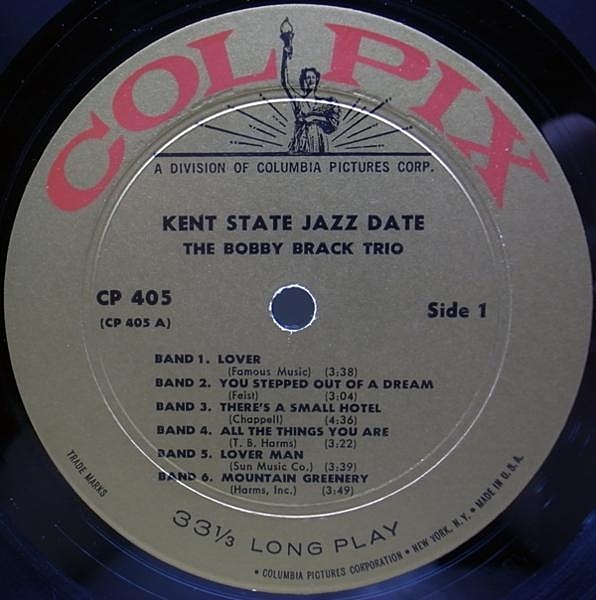 COLPIX
A DIVISION OF COLUMBIA PICTURES CORP.
KENT STATE JAZZ DATE
THE BOBBY BRACK TRIO
CP 405
(CP 405 A)
Side 1
BAND 1. LOVER
(Famous Music) (3:38)
BAND 2. YOU STEPPED OUT OF A DREAM
(Feist) (3:04)
BAND 3. THERE'S A SMALL HOTEL
(Chappell) (4:36)
BAND 4. ALL THE THINGS YOU ARE
(T. B. Harms) (3:22)
BAND 5. LOVER MAN
(Sun Music Co.) (3:39)
BAND 6. MOUNTAIN GREENERY
(Harms, Inc.) (3:49)
TRADE MARKS
33⅓ LONG PLAY
• COLUMBIA PICTURES CORPORATION • NEW YORK, N.Y. • MADE IN U.S.A.